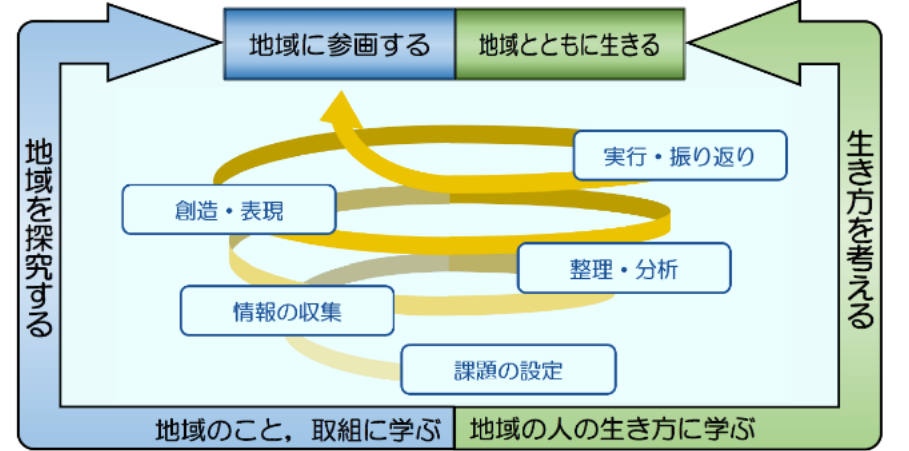 地域に参画する
地域とともに生きる
地域を探究する
生き方を考える
実行・振り返り
創造・表現
整理・分析
情報の収集
課題の設定
地域のこと，取組に学ぶ
地域の人の生き方に学ぶ